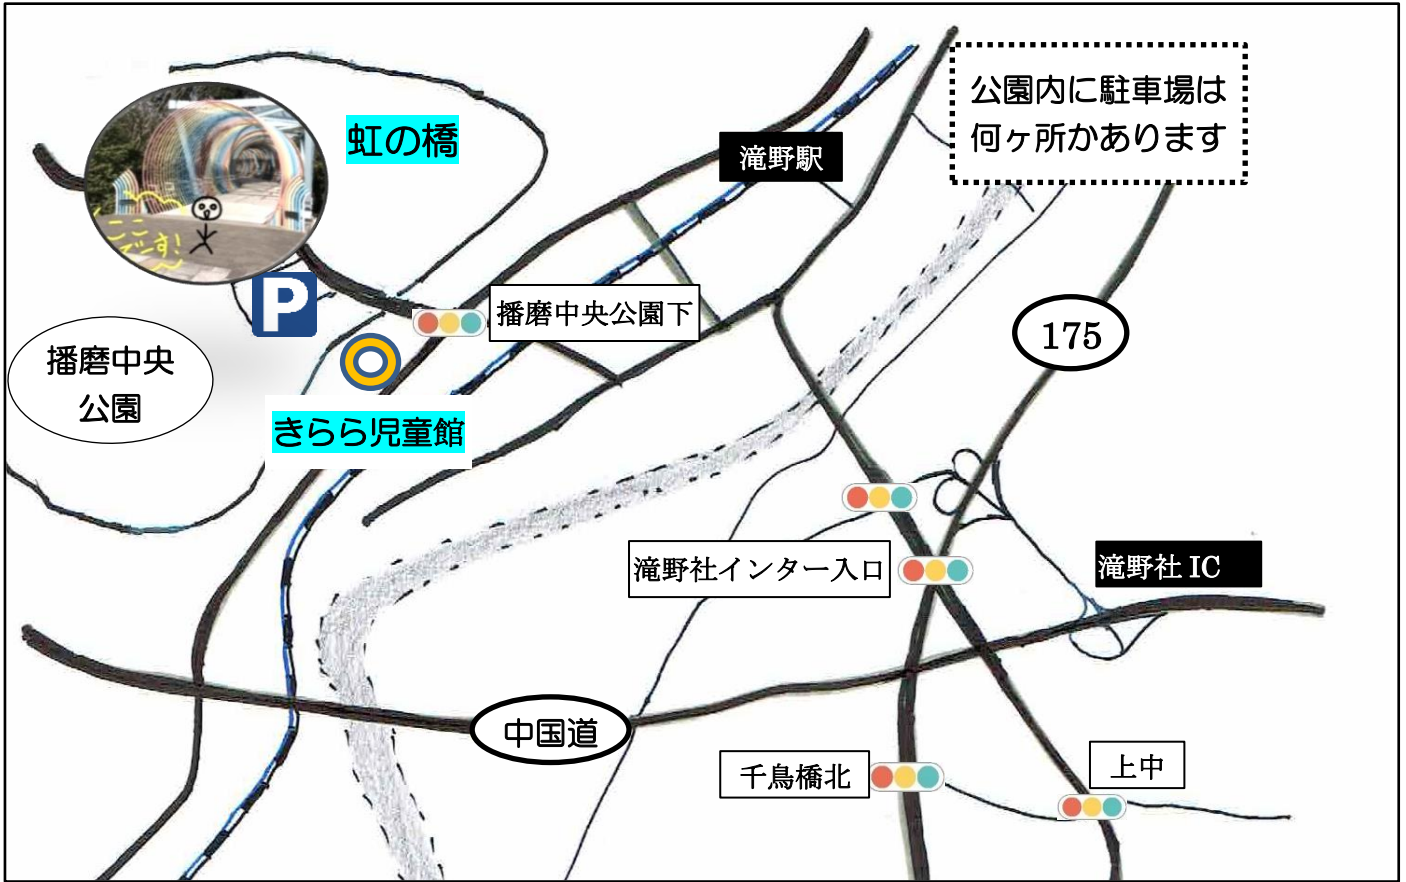 公園内に駐車場は
何ヶ所かあります
虹の橋
滝野駅
ここ
でーす!
P
播磨中央公園下
175
播磨中央
公園
きらら児童館
滝野社インター入口
滝野社 IC
中国道
千鳥橋北
上中